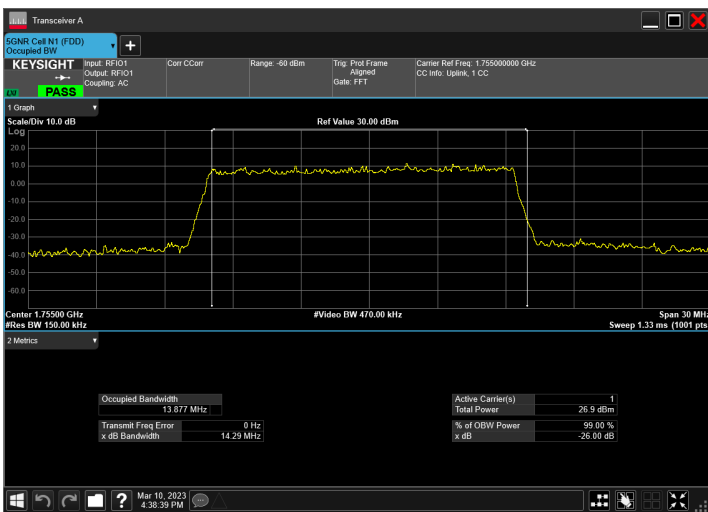 Transceiver A
5GNR Cell N1 (FDD)
Occupied BW
KEYSIGHT
LXI
PASS
Input: RFIO1
Output: RFIO1
Coupling: AC
Corr CCorr
Range: -60 dBm
Trig: Prot Frame
Aligned
Gate: FFT
Carrier Ref Freq: 1.755000000 GHz
CC Info: Uplink, 1 CC
1 Graph
Scale/Div 10.0 dB
Ref Value 30.00 dBm
Log
20.0
10.0
0.00
-10.0
-20.0
-30.0
-40.0
-50.0
-60.0
Center 1.75500 GHz
#Video BW 470.00 kHz
Span 30 MHz
#Res BW 150.00 kHz
Sweep 1.33 ms (1001 pts
2 Metrics
Occupied Bandwidth
13.877 MHz
Transmit Freq Error 0 Hz
x dB Bandwidth 14.29 MHz
Active Carrier(s) 1
Total Power 26.9 dBm
% of OBW Power 99.00 %
x dB -26.00 dB
Mar 10, 2023
4:38:39 PM